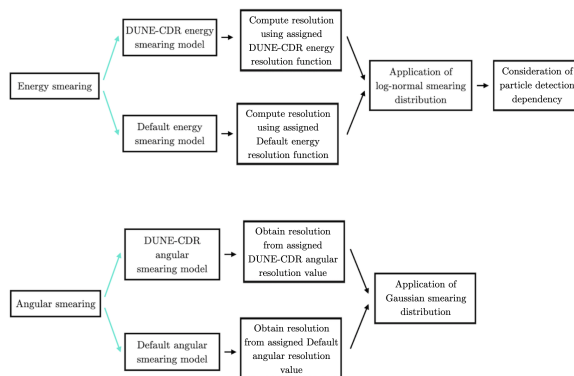 Energy smearing
DUNE-CDR energy
smearing model
Compute resolution
using assigned
DUNE-CDR energy
resolution function
Default energy
smearing model
Compute resolution
using assigned
Default energy
resolution function
Application of
log-normal smearing
distribution
Consideration of
particle detection
dependency
Angular smearing
DUNE-CDR
angular
smearing model
Obtain resolution
from assigned
DUNE-CDR angular
resolution value
Default angular
smearing model
Obtain resolution
from assigned Default
angular resolution
value
Application of
Gaussian smearing
distribution